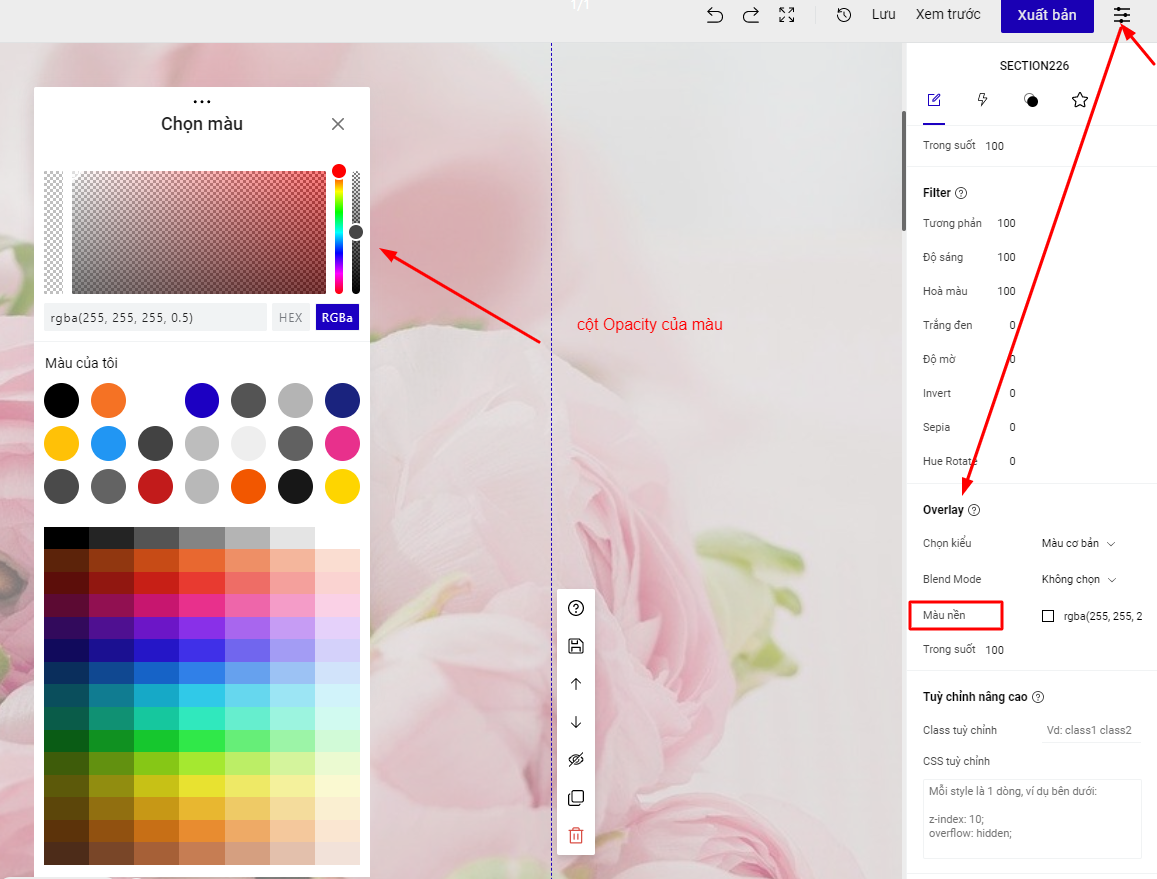 1/1
Lưu
Xem trước
Xuất bản
SECTION226
Trong suốt 100
Filter
Tương phản 100
Độ sáng 100
Hoà màu 100
Trắng đen 0
Độ mờ 0
Invert 0
Sepia 0
Hue Rotate 0
Overlay
Chọn kiểu Màu cơ bản
Blend Mode Không chọn
Màu nền rgba(255, 255, 2
Trong suốt 100
Tuỳ chỉnh nâng cao
Class tuỳ chỉnh Vd: class1 class2
CSS tuỳ chỉnh
Mỗi style là 1 dòng, ví dụ bên dưới:
z-index: 10;
overflow: hidden;
Chọn màu
rgba(255, 255, 255, 0.5) HEX RGBa
Màu của tôi
cột Opacity của màu